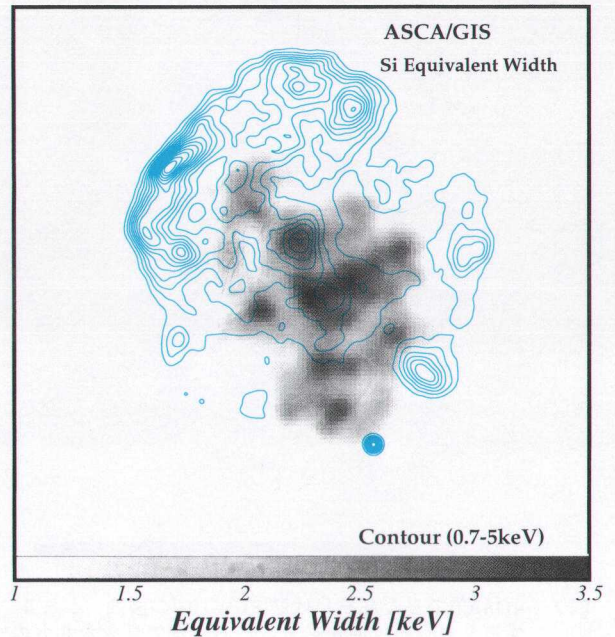 ASCA/GIS
Si Equivalent Width
Contour (0.7-5keV)
1 1.5 2 2.5 3 3.5
Equivalent Width [keV]